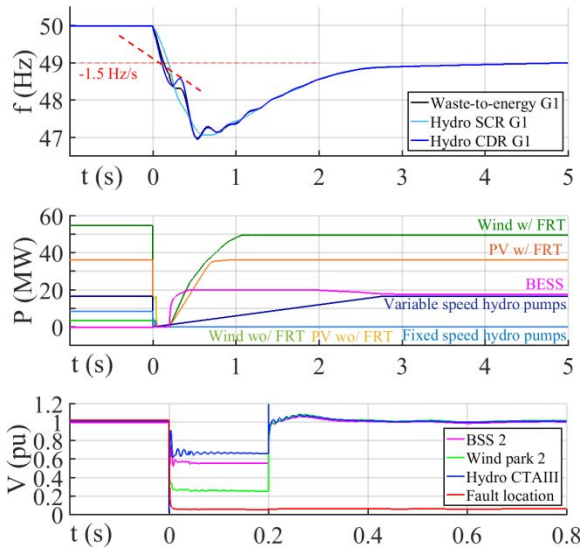 50
49
48
47
f (Hz)
-1.5 Hz/s
Waste-to-energy G1
Hydro SCR G1
Hydro CDR G1
t (s)
0
1
2
3
4
5
60
40
20
0
P (MW)
Wind w/ FRT
PV w/ FRT
BESS
Variable speed hydro pumps
Wind wo/ FRT PV wo/ FRT Fixed speed hydro pumps
t (s)
0
1
2
3
4
5
1.2
1
0.8
0.6
0.4
0.2
0
V (pu)
BSS 2
Wind park 2
Hydro CTAIII
Fault location
t (s)
0
0.2
0.4
0.6
0.8